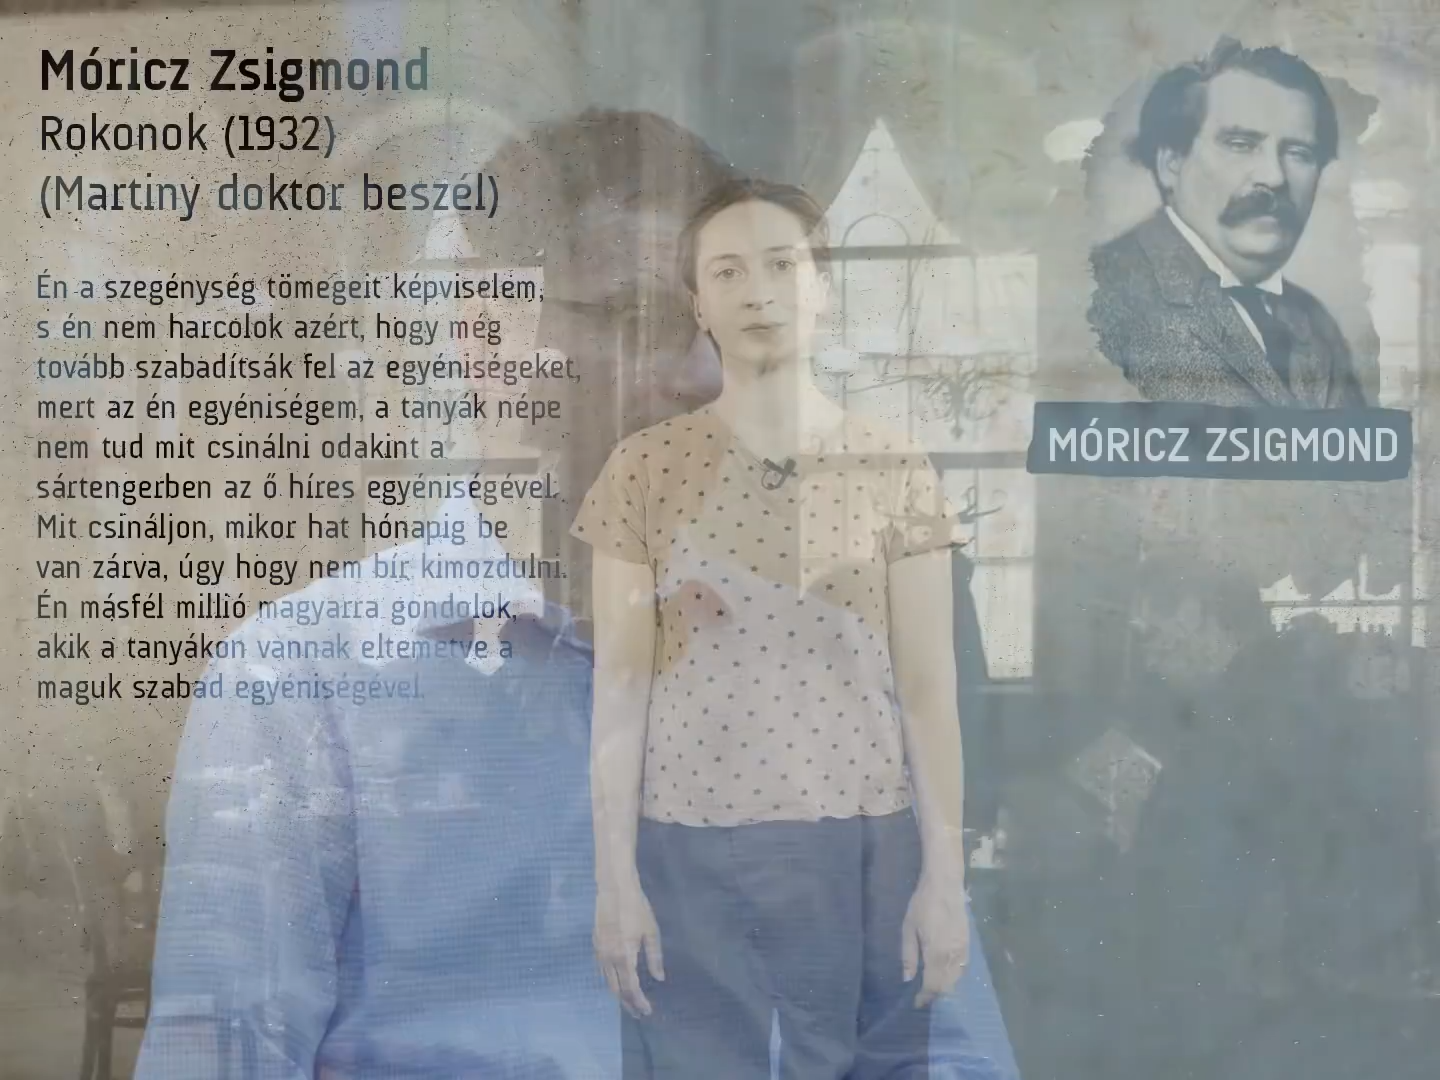 Móricz Zsigmond
Rokonok (1932)
(Martiny doktor beszél)
Én a szegénység tömegeit képviselem,
s én nem harcolok azért, hogy még
tovább szabadítsák fel az egyéniségeket,
mert az én egyéniségem, a tanyák népe
nem tud mit csinálni odakint a
sártengerben az ő híres egyéniségével.
Mit csináljon, mikor hat hónapig be
van zárva, úgy hogy nem bír kimozdulni.
Én másfél millió magyarra gondolok,
akik a tanyákon vannak eltemetve a
maguk szabad egyéniségével.
MÓRICZ ZSIGMOND